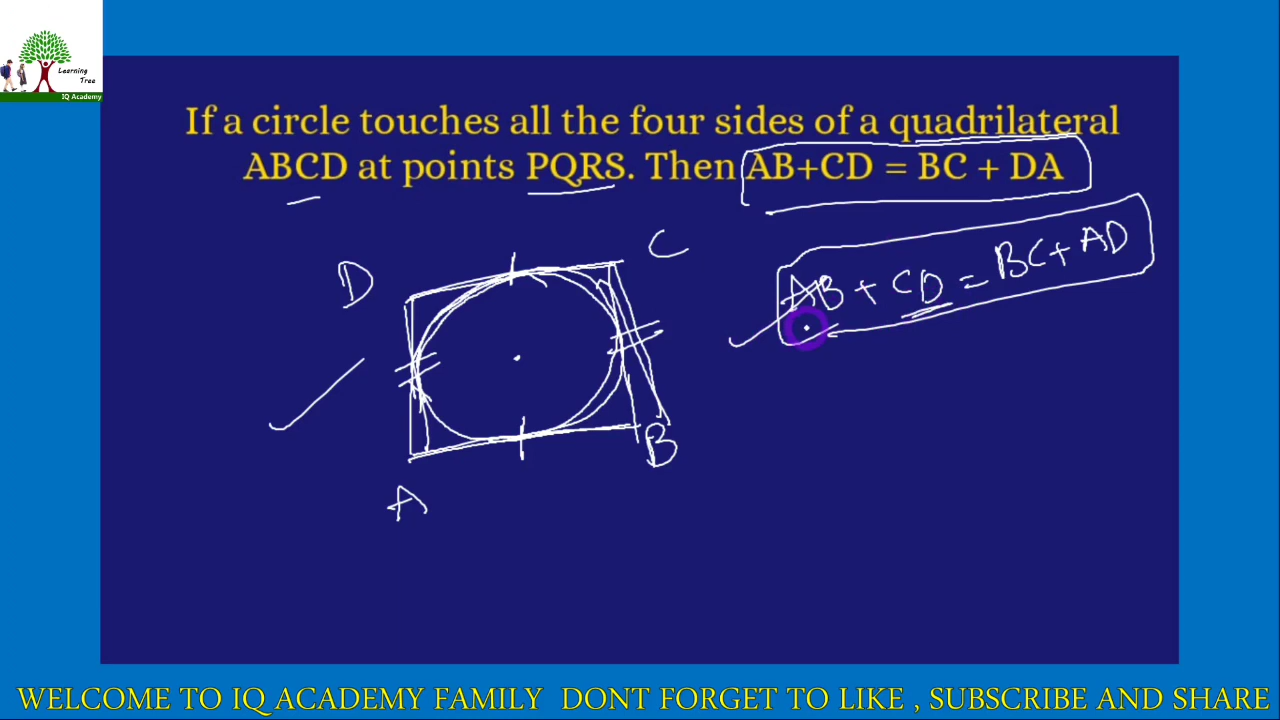 Learning
Tree
IQ Academy
If a circle touches all the four sides of a quadrilateral
ABCD at points PQRS. Then AB+CD = BC + DA
AB + CD = BC + AD
D
C
B
A
WELCOME TO IQ ACADEMY FAMILY DONT FORGET TO LIKE , SUBSCRIBE AND SHARE